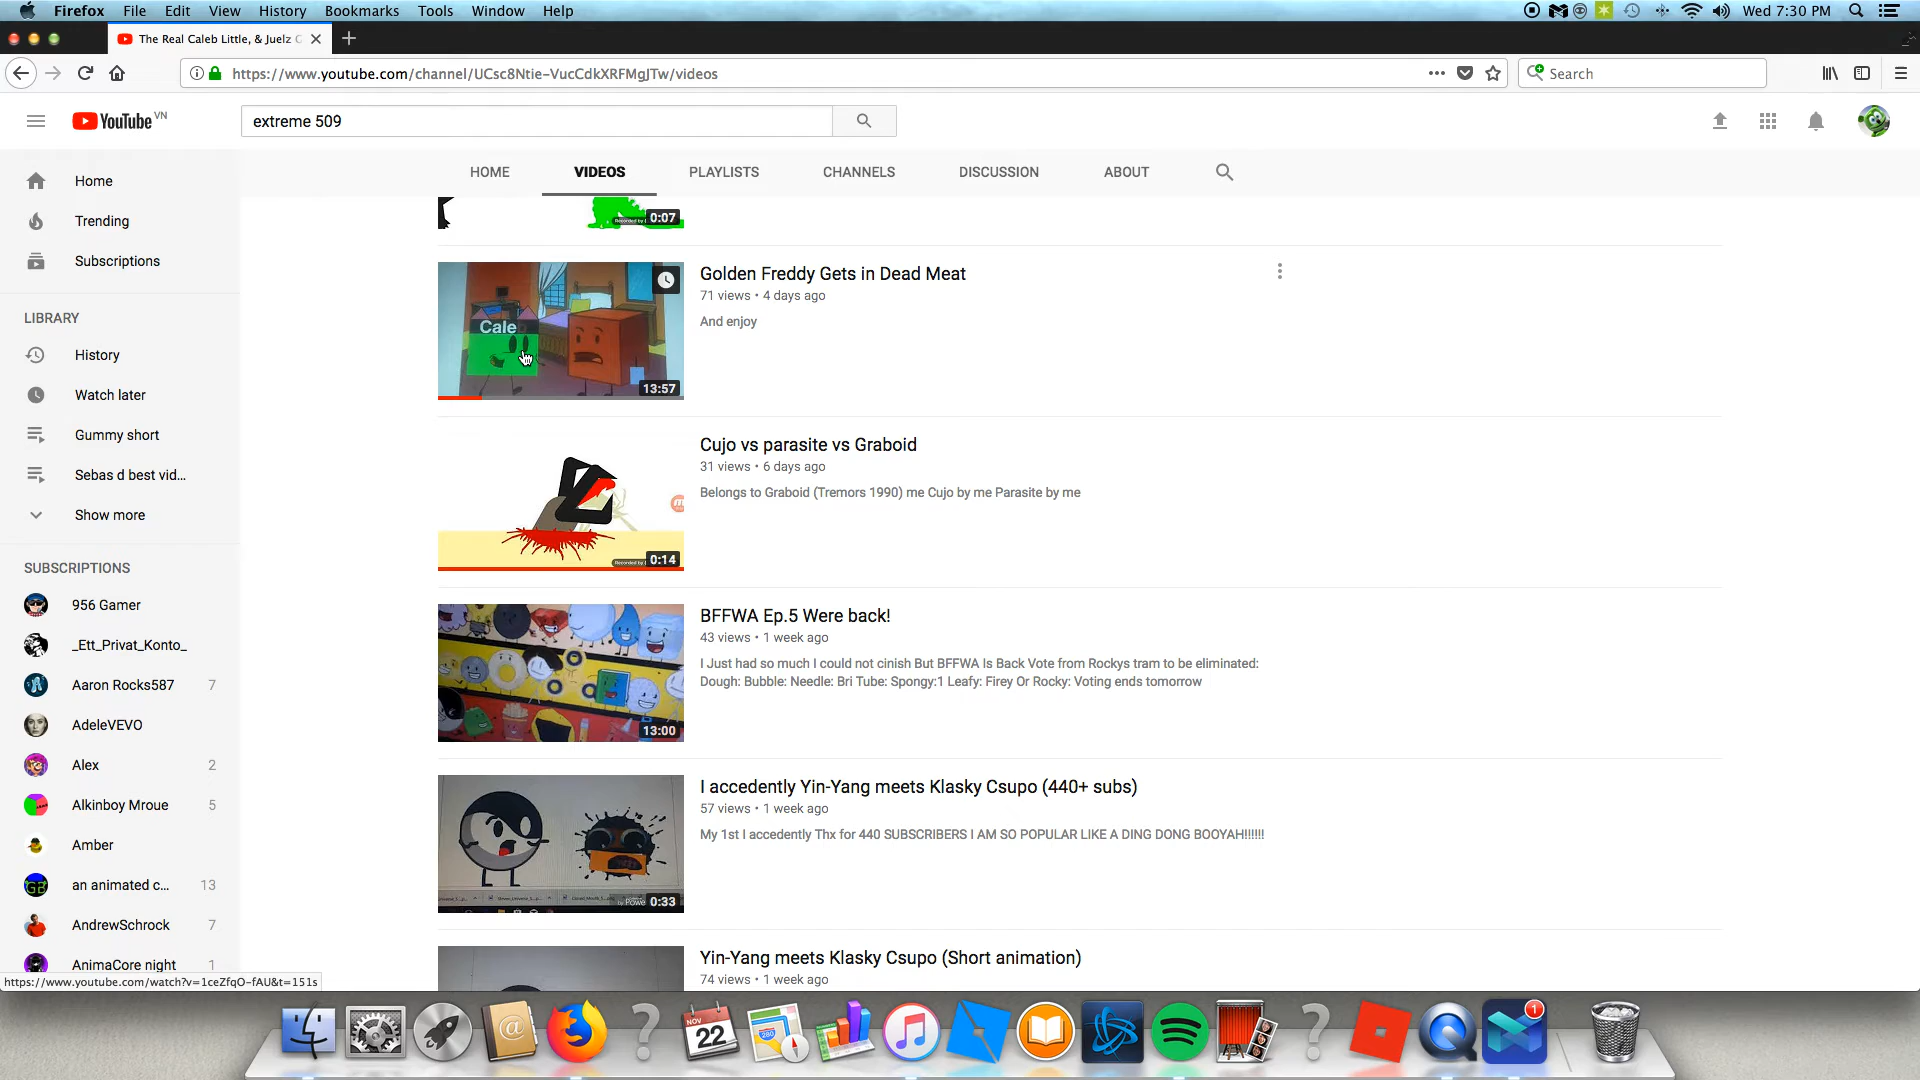 Firefox File Edit View History Bookmarks Tools Window Help Wed 7:30 PM
The Real Caleb Little, & Juelz C
https://www.youtube.com/channel/UCsc8Ntie-VucCdkXRFMgJTw/videos
Search
YouTube VN
extreme 509
HOME VIDEOS PLAYLISTS CHANNELS DISCUSSION ABOUT
Home
Trending
Subscriptions
LIBRARY
History
Watch later
Gummy short
Sebas d best vid...
Show more
SUBSCRIPTIONS
956 Gamer
_Ett_Privat_Konto_
Aaron Rocks587 7
AdeleVEVO
Alex 2
Alkinboy Mroue 5
Amber
an animated c... 13
AndrewSchrock 7
AnimaCore night 1
Recorded by
0:07
Cale
13:57
Golden Freddy Gets in Dead Meat
71 views • 4 days ago
And enjoy
Recorded by
0:14
Cujo vs parasite vs Graboid
31 views • 6 days ago
Belongs to Graboid (Tremors 1990) me Cujo by me Parasite by me
13:00
BFFWA Ep.5 Were back!
43 views • 1 week ago
I Just had so much I could not cinish But BFFWA Is Back Vote from Rockys tram to be eliminated:
Dough: Bubble: Needle: Bri Tube: Spongy:1 Leafy: Firey Or Rocky: Voting ends tomorrow
by Powe
0:33
I accedently Yin-Yang meets Klasky Csupo (440+ subs)
57 views • 1 week ago
My 1st I accedently Thx for 440 SUBSCRIBERS I AM SO POPULAR LIKE A DING DONG BOOYAH!!!!!!
Yin-Yang meets Klasky Csupo (Short animation)
74 views • 1 week ago
https://www.youtube.com/watch?v=1ceZfqO-fAU&t=151s
NOV
22
280
1